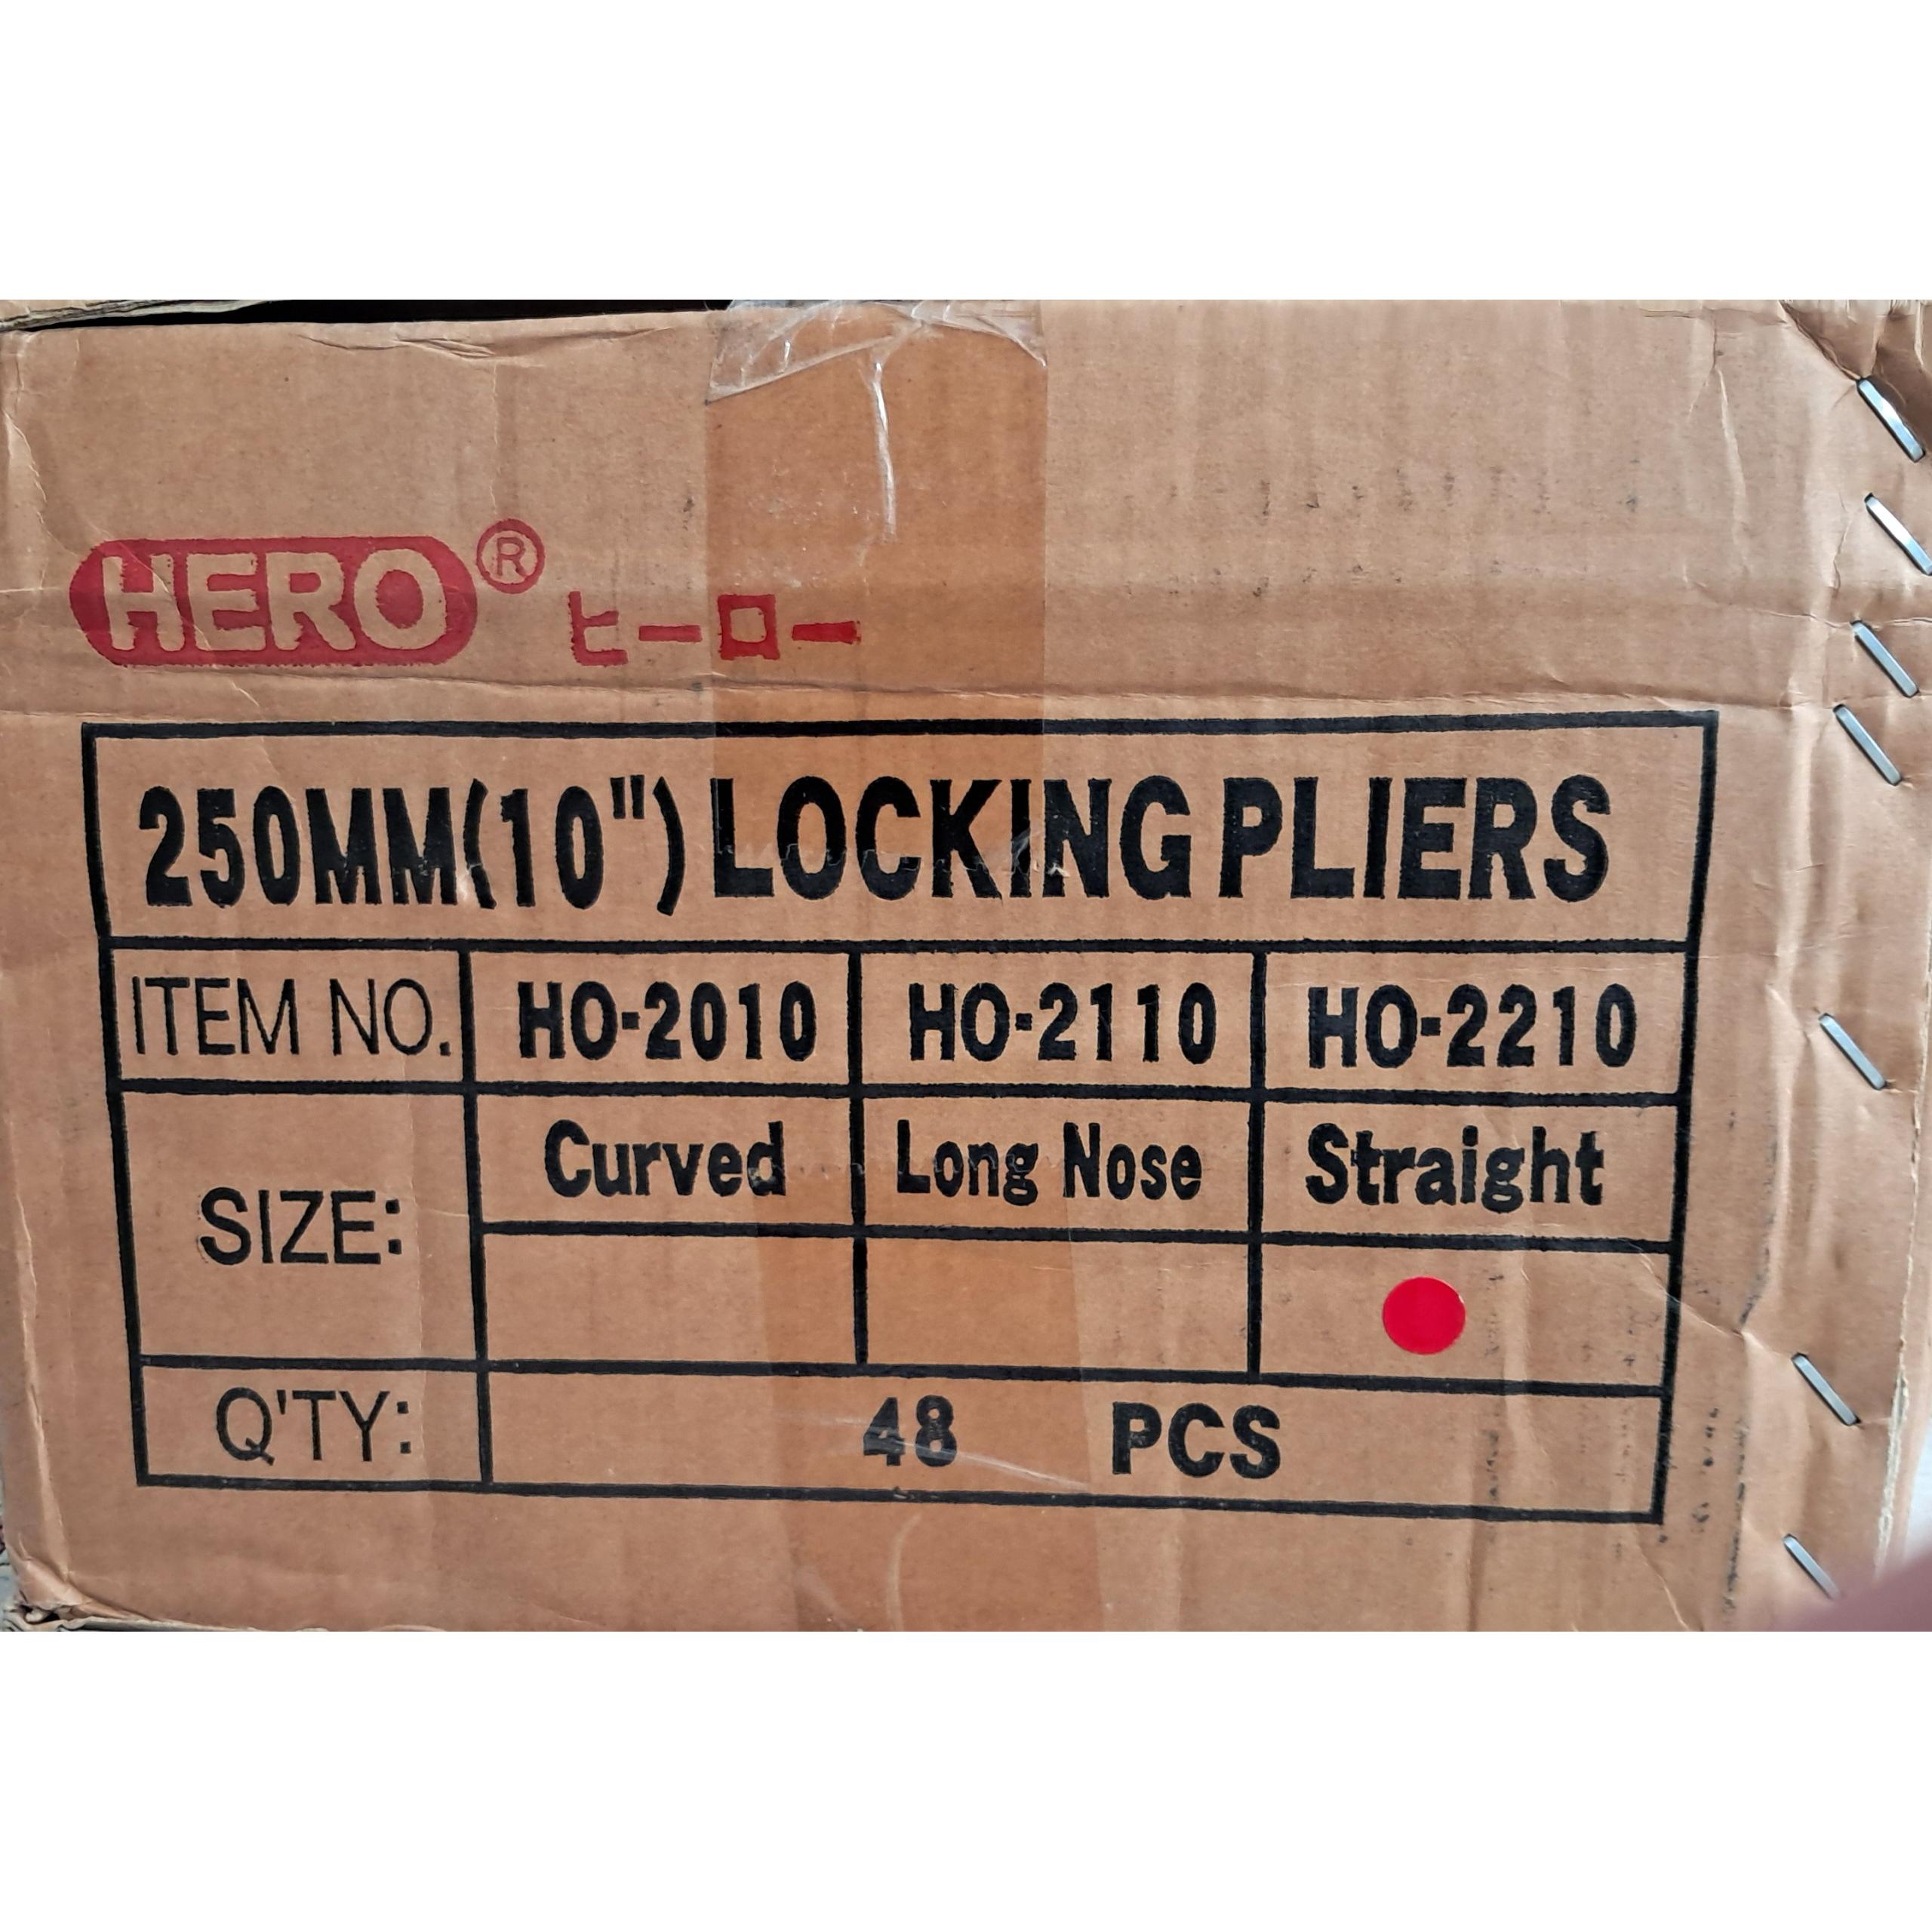 HERO® ヒーロー
250MM(10") LOCKING PLIERS
ITEM NO. HO-2010 HO-2110 HO-2210
SIZE: Curved Long Nose Straight
Q'TY: 48 PCS